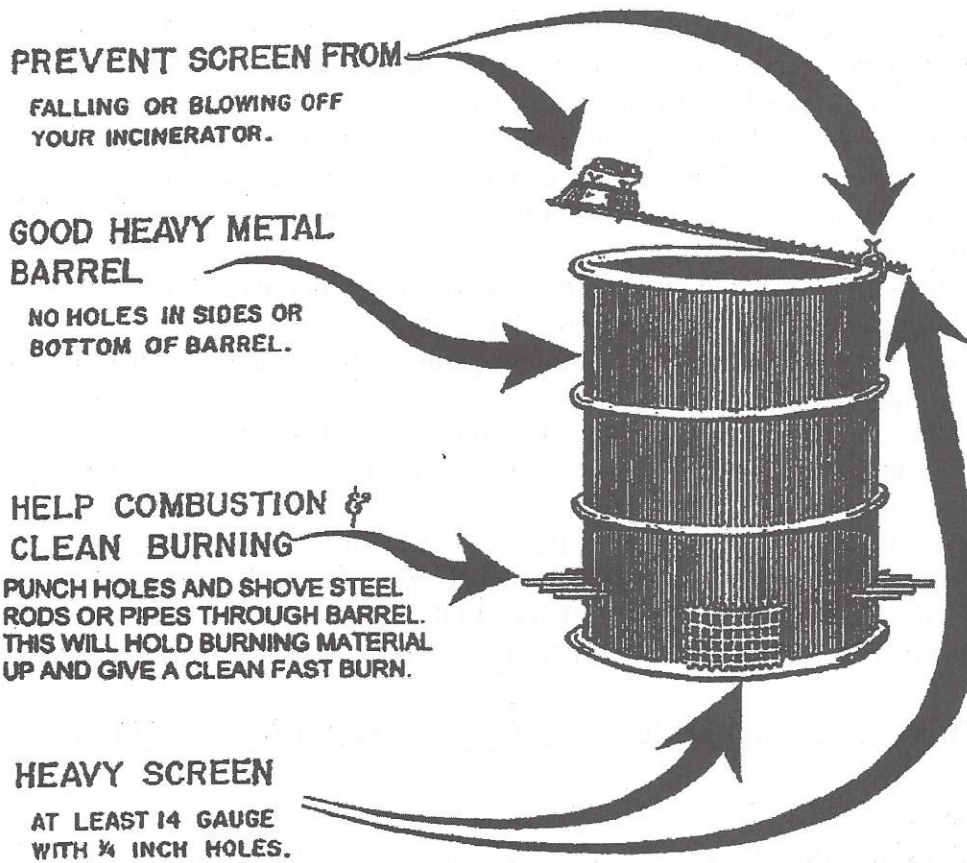 PREVENT SCREEN FROM
FALLING OR BLOWING OFF
YOUR INCINERATOR.
GOOD HEAVY METAL
BARREL
NO HOLES IN SIDES OR
BOTTOM OF BARREL.
HELP COMBUSTION &
CLEAN BURNING
PUNCH HOLES AND SHOVE STEEL
RODS OR PIPES THROUGH BARREL.
THIS WILL HOLD BURNING MATERIAL
UP AND GIVE A CLEAN FAST BURN.
HEAVY SCREEN
AT LEAST 14 GAUGE
WITH ¼ INCH HOLES.